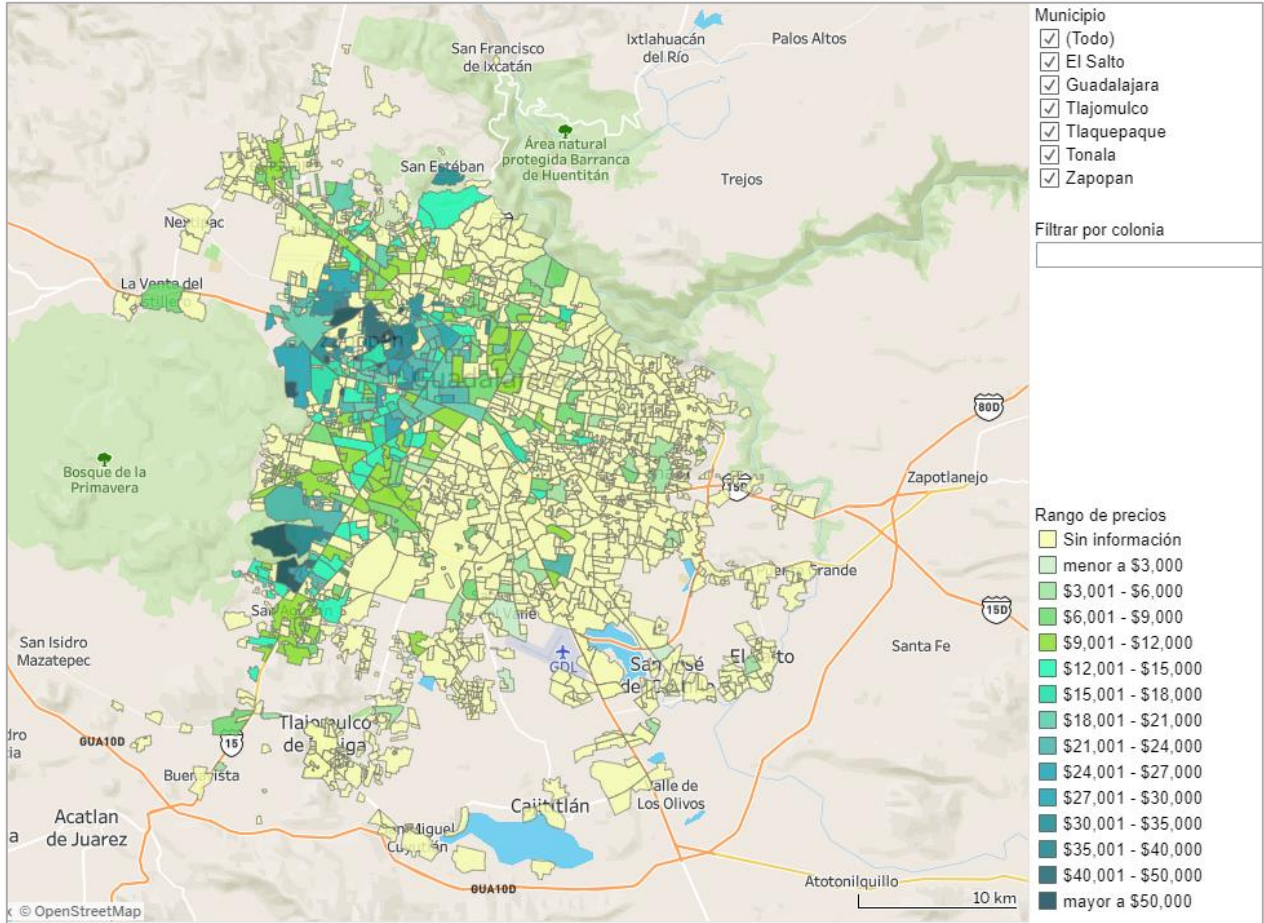 San Francisco
de Ixcatán
Ixtlahuacán
del Río
Palos Altos
Área natural
protegida Barranca
de Huentitán
San Estéban
Trejos
La Venta del
Bosque de la
Primavera
80D
Zapotlanejo
15D
15D
Santa Fe
San Isidro
Mazatepec
GDL
GUA10D
15
Tlajomulco
Acatlan
de Juarez
Cajititlán
Valle de
Los Olivos
GUA10D
Atotonilquillo
10 km
© OpenStreetMap
Municipio
(Todo)
El Salto
Guadalajara
Tlajomulco
Tlaquepaque
Tonala
Zapopan
Filtrar por colonia
Rango de precios
Sin información
menor a $3,000
$3,001 - $6,000
$6,001 - $9,000
$9,001 - $12,000
$12,001 - $15,000
$15,001 - $18,000
$18,001 - $21,000
$21,001 - $24,000
$24,001 - $27,000
$27,001 - $30,000
$30,001 - $35,000
$35,001 - $40,000
$40,001 - $50,000
mayor a $50,000